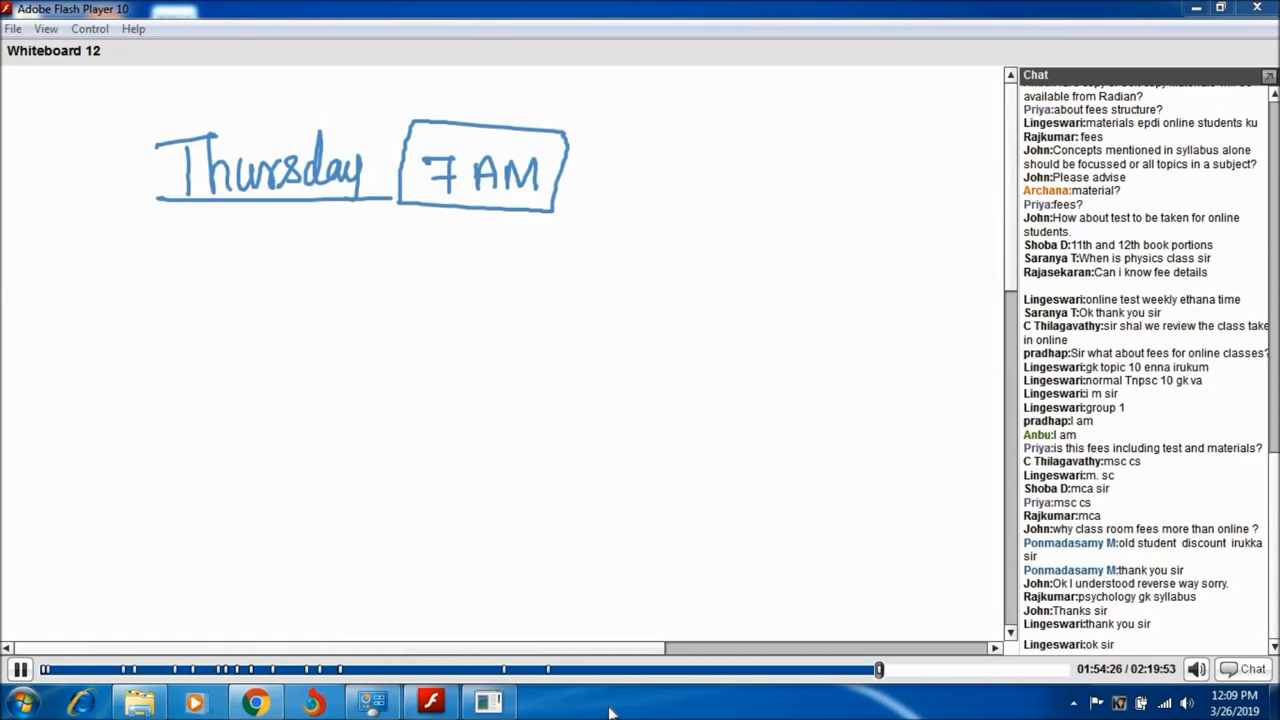 Adobe Flash Player 10
File View Control Help
Whiteboard 12
Thursday 7 AM
Chat
available from Radian?
Priya:about fees structure?
Lingeswari:materials epdi online students ku
Rajkumar: fees
John:Concepts mentioned in syllabus alone
should be focussed or all topics in a subject?
John:Please advise
Archana:material?
Priya:fees?
John:How about test to be taken for online
students.
Shoba D:11th and 12th book portions
Saranya T:When is physics class sir
Rajasekaran:Can i know fee details
Lingeswari:online test weekly ethana time
Saranya T:Ok thank you sir
C Thilagavathy:sir shal we review the class take
in online
pradhap:Sir what about fees for online classes?
Lingeswari:gk topic 10 enna irukum
Lingeswari:normal Tnpsc 10 gk va
Lingeswari:i m sir
Lingeswari:group 1
pradhap:I am
Anbu:I am
Priya:is this fees including test and materials?
C Thilagavathy:msc cs
Lingeswari:m. sc
Shoba D:mca sir
Priya:msc cs
Rajkumar:mca
John:why class room fees more than online ?
Ponmadasamy M:old student discount irukka
sir
Ponmadasamy M:thank you sir
John:Ok I understood reverse way sorry.
Rajkumar:psychology gk syllabus
John:Thanks sir
Lingeswari:thank you sir
Lingeswari:ok sir
01:54:26 / 02:19:53 Chat
12:09 PM
3/26/2019